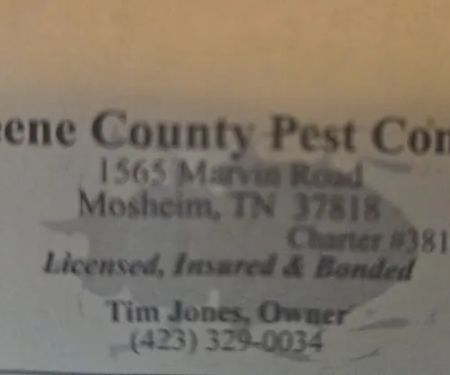 eene County Pest Con
1565 Marvin Road
Mosheim, TN 37818
Charter #381
Licensed, Insured & Bonded
Tim Jones, Owner
(423) 329-0034